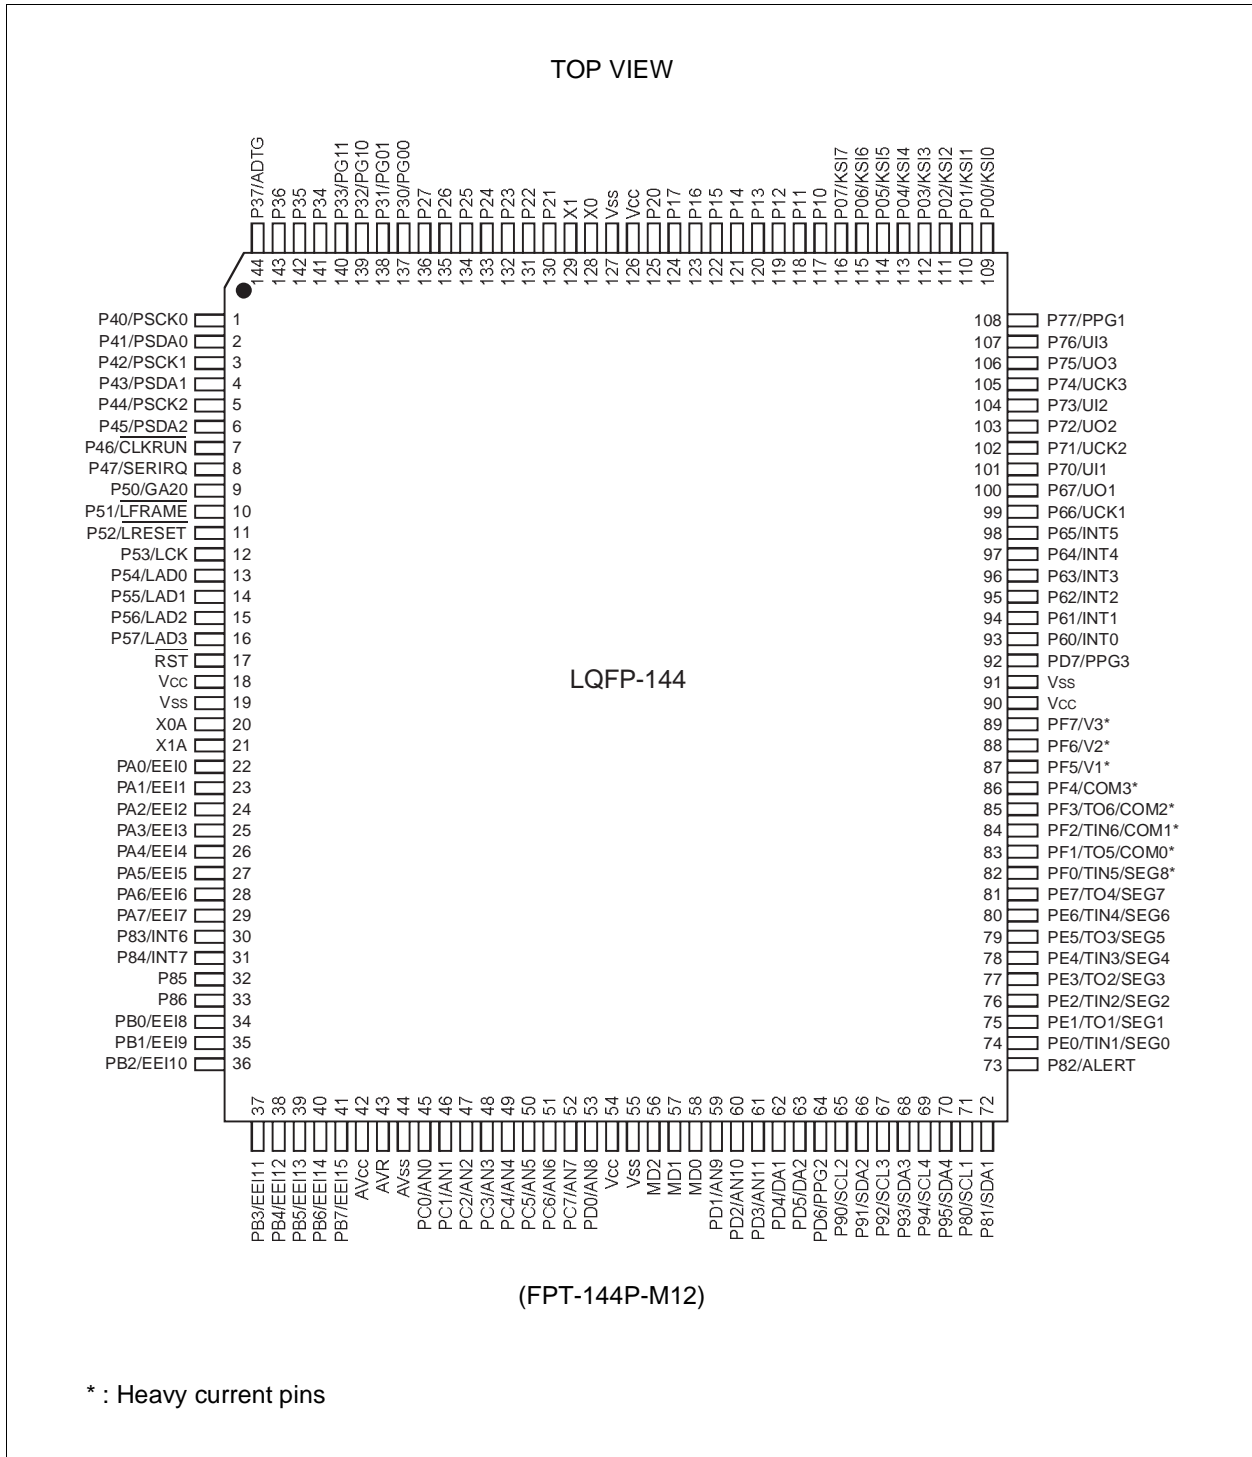 TOP VIEW
P37/ADTG
P36
P35
P34
P33/PG11
P32/PG10
P31/PG01
P30/PG00
P27
P26
P25
P24
P23
P22
P21
X1
X0
Vss
Vcc
P20
P17
P16
P15
P14
P13
P12
P11
P10
P07/KSI7
P06/KSI6
P05/KSI5
P04/KSI4
P03/KSI3
P02/KSI2
P01/KSI1
P00/KSI0
144
143
142
141
140
139
138
137
136
135
134
133
132
131
130
129
128
127
126
125
124
123
122
121
120
119
118
117
116
115
114
113
112
111
110
109
P40/PSCK0 1
P41/PSDA0 2
P42/PSCK1 3
P43/PSDA1 4
P44/PSCK2 5
P45/PSDA2 6
P46/CLKRUN 7
P47/SERIRQ 8
P50/GA20 9
P51/LFRAME 10
P52/LRESET 11
P53/LCK 12
P54/LAD0 13
P55/LAD1 14
P56/LAD2 15
P57/LAD3 16
RST 17
Vcc 18
Vss 19
X0A 20
X1A 21
PA0/EEI0 22
PA1/EEI1 23
PA2/EEI2 24
PA3/EEI3 25
PA4/EEI4 26
PA5/EEI5 27
PA6/EEI6 28
PA7/EEI7 29
P83/INT6 30
P84/INT7 31
P85 32
P86 33
PB0/EEI8 34
PB1/EEI9 35
PB2/EEI10 36
LQFP-144
108 P77/PPG1
107 P76/UI3
106 P75/UO3
105 P74/UCK3
104 P73/UI2
103 P72/UO2
102 P71/UCK2
101 P70/UI1
100 P67/UO1
99 P66/UCK1
98 P65/INT5
97 P64/INT4
96 P63/INT3
95 P62/INT2
94 P61/INT1
93 P60/INT0
92 PD7/PPG3
91 Vss
90 Vcc
89 PF7/V3*
88 PF6/V2*
87 PF5/V1*
86 PF4/COM3*
85 PF3/TO6/COM2*
84 PF2/TIN6/COM1*
83 PF1/TO5/COM0*
82 PF0/TIN5/SEG8*
81 PE7/TO4/SEG7
80 PE6/TIN4/SEG6
79 PE5/TO3/SEG5
78 PE4/TIN3/SEG4
77 PE3/TO2/SEG3
76 PE2/TIN2/SEG2
75 PE1/TO1/SEG1
74 PE0/TIN1/SEG0
73 P82/ALERT
37
38
39
40
41
42
43
44
45
46
47
48
49
50
51
52
53
54
55
56
57
58
59
60
61
62
63
64
65
66
67
68
69
70
71
72
PB3/EEI11
PB4/EEI12
PB5/EEI13
PB6/EEI14
PB7/EEI15
AVcc
AVR
AVss
PC0/AN0
PC1/AN1
PC2/AN2
PC3/AN3
PC4/AN4
PC5/AN5
PC6/AN6
PC7/AN7
PD0/AN8
Vcc
Vss
MD2
MD1
MD0
PD1/AN9
PD2/AN10
PD3/AN11
PD4/DA1
PD5/DA2
PD6/PPG2
P90/SCL2
P91/SDA2
P92/SCL3
P93/SDA3
P94/SCL4
P95/SDA4
P80/SCL1
P81/SDA1
(FPT-144P-M12)
* : Heavy current pins